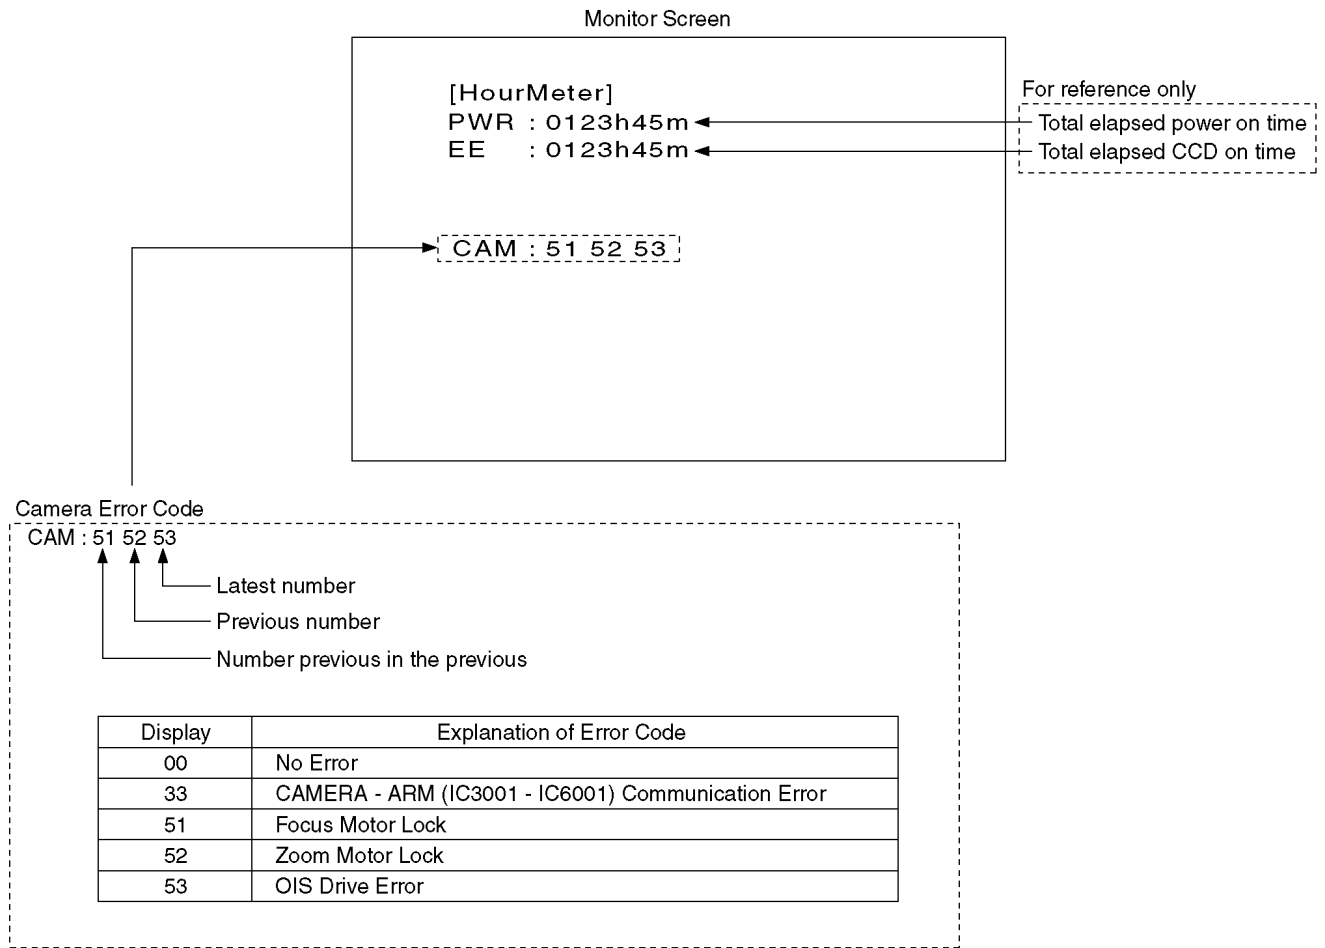 Monitor Screen
[HourMeter]
PWR : 0123h45m
EE : 0123h45m
For reference only
Total elapsed power on time
Total elapsed CCD on time
CAM : 51 52 53
Camera Error Code
CAM : 51 52 53
Latest number
Previous number
Number previous in the previous
Display Explanation of Error Code
00 No Error
33 CAMERA - ARM (IC3001 - IC6001) Communication Error
51 Focus Motor Lock
52 Zoom Motor Lock
53 OIS Drive Error